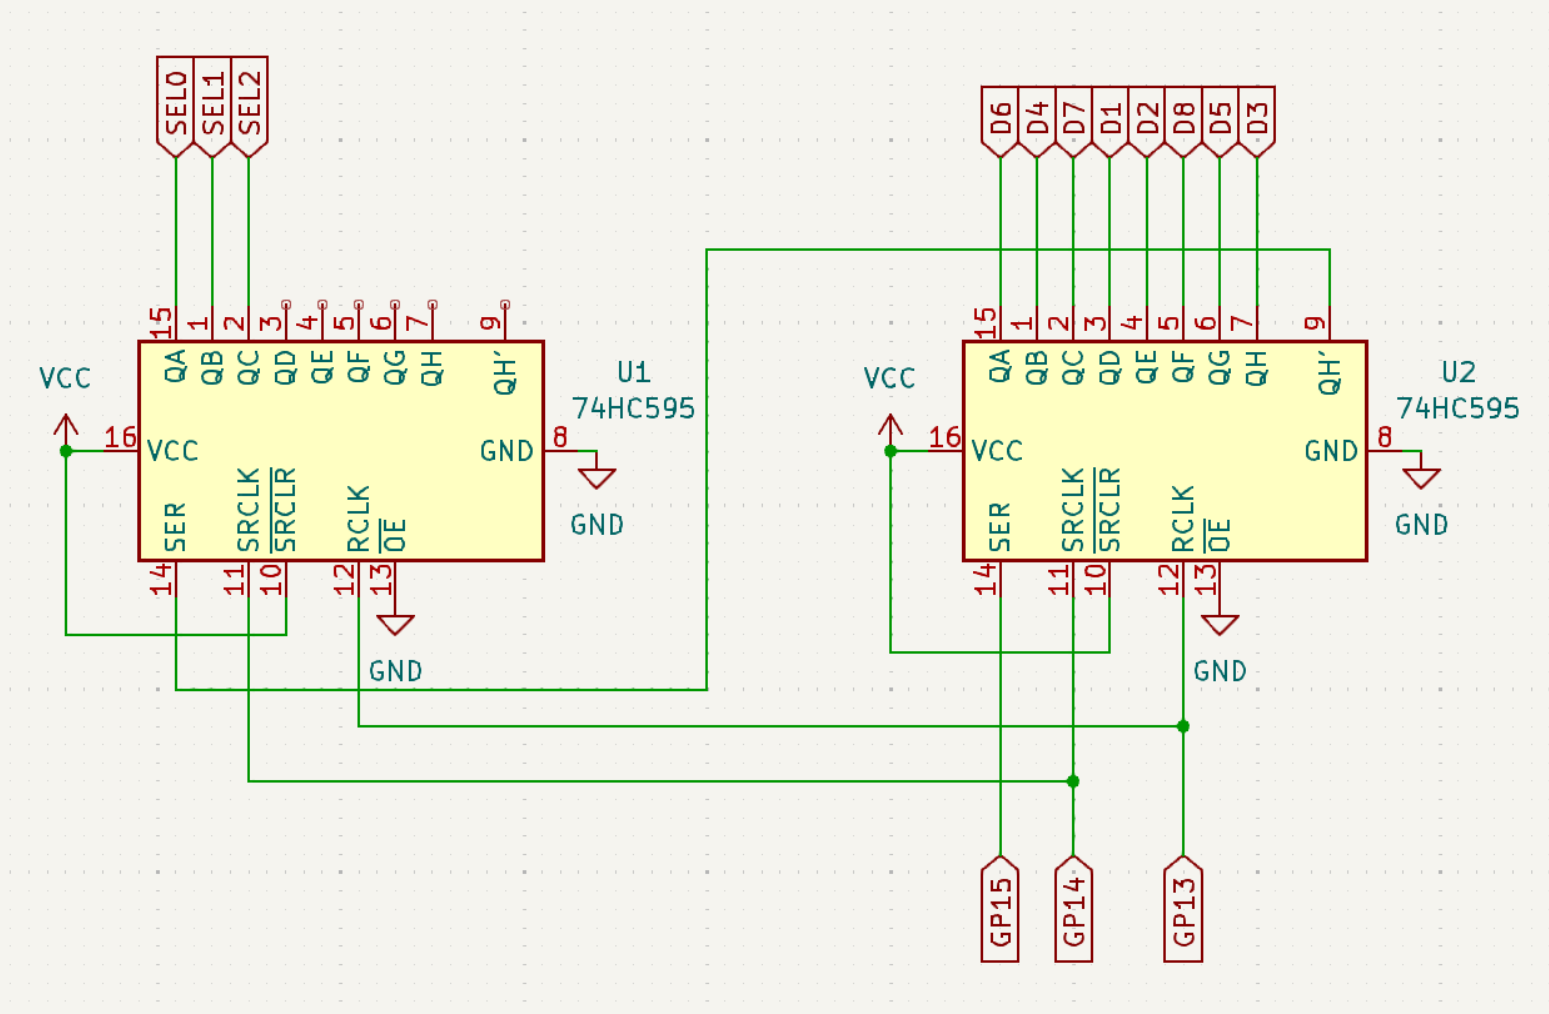 SEL0
SEL1
SEL2
D6
D4
D7
D1
D2
D8
D5
D3
15
1
2
3
4
5
6
7
9
QA
QB
QC
QD
QE
QF
QG
QH
QH'
U1
74HC595
VCC
16
VCC
GND
8
GND
SER
SRCLK
SRCLR
RCLK
OE
14
11
10
12
13
GND
15
1
2
3
4
5
6
7
9
QA
QB
QC
QD
QE
QF
QG
QH
QH'
U2
74HC595
VCC
16
VCC
GND
8
GND
SER
SRCLK
SRCLR
RCLK
OE
14
11
10
12
13
GND
GP15
GP14
GP13